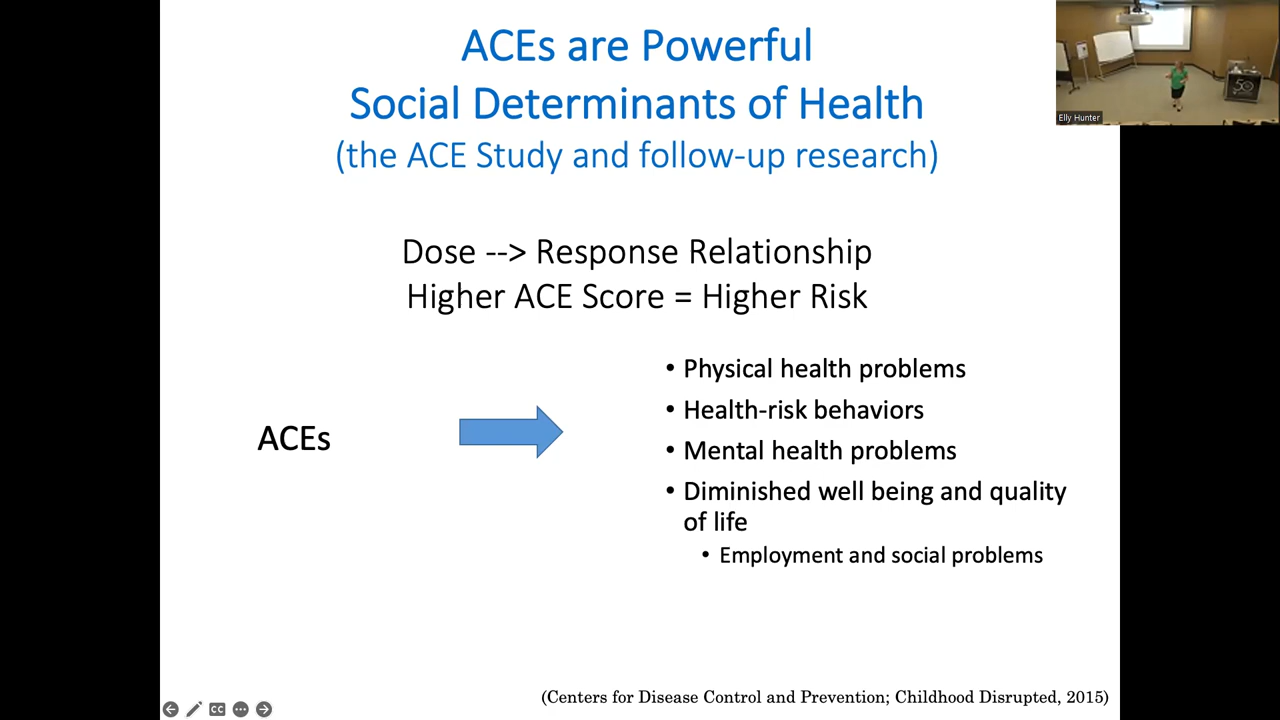 ACEs are Powerful
Social Determinants of Health
(the ACE Study and follow-up research)
Dose --> Response Relationship
Higher ACE Score = Higher Risk
ACEs
• Physical health problems
• Health-risk behaviors
• Mental health problems
• Diminished well being and quality
of life
• Employment and social problems
(Centers for Disease Control and Prevention; Childhood Disrupted, 2015)
Elly Hunter
50
CC